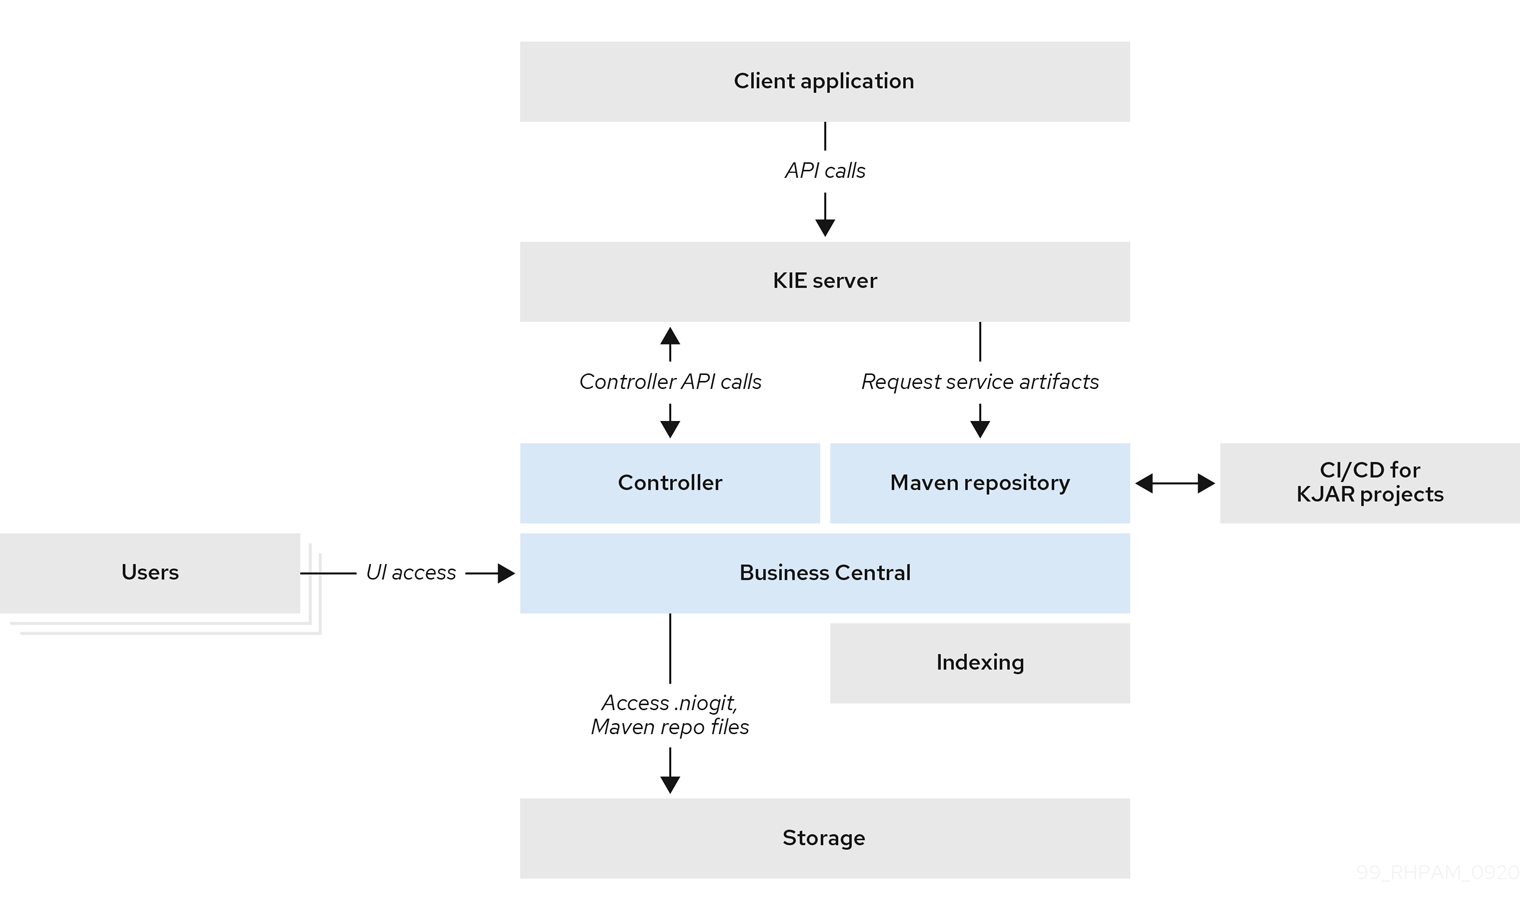 Client application
API calls
KIE server
Controller API calls
Request service artifacts
Controller
Maven repository
CI/CD for
KJAR projects
Users
UI access
Business Central
Indexing
Access .niogit,
Maven repo files
Storage
99_RHPAM_0920